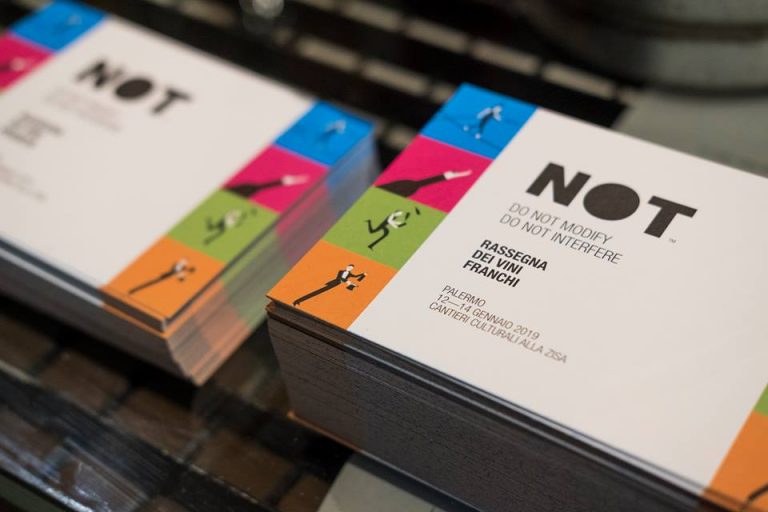 NOT
NOT
™
DO NOT MODIFY
DO NOT INTERFERE
RASSEGNA
DEI VINI
FRANCHI
PALERMO
12—14 GENNAIO 2019
CANTIERI CULTURALI ALLA ZISA